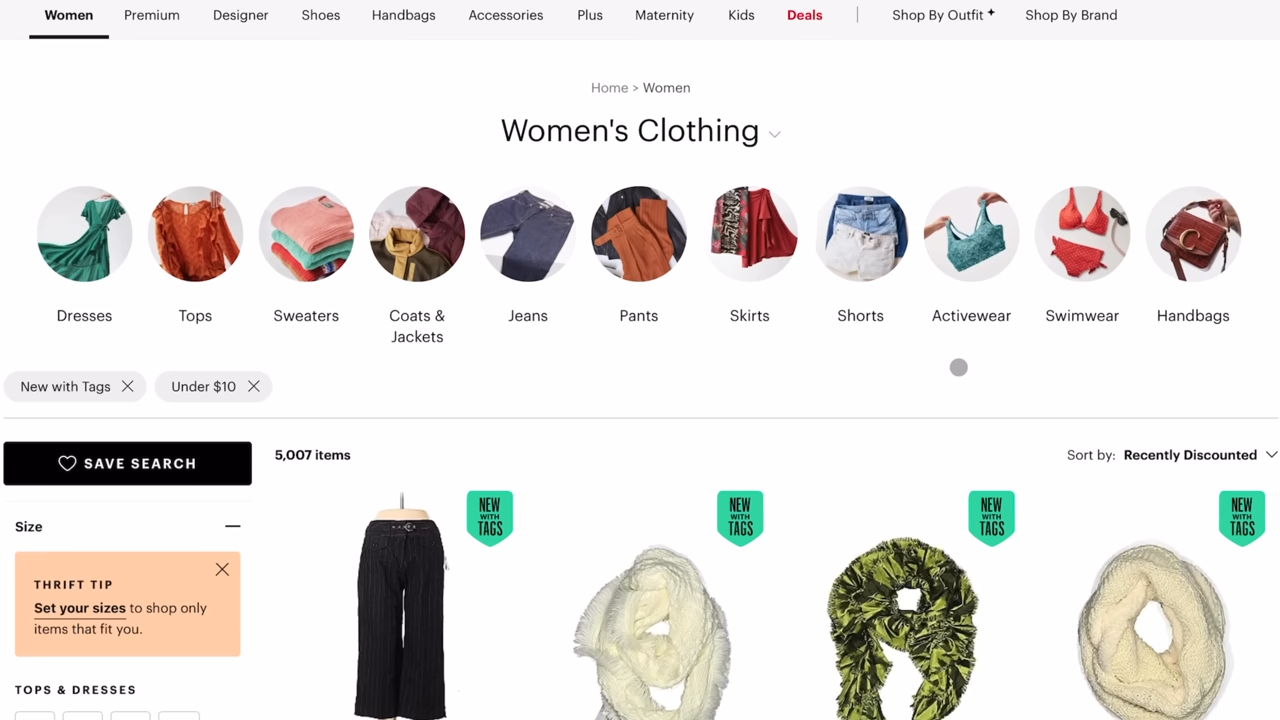 Women Premium Designer Shoes Handbags Accessories Plus Maternity Kids Deals Shop By Outfit Shop By Brand
Home > Women
Women's Clothing
Dresses Tops Sweaters Coats & Jackets Jeans Pants Skirts Shorts Activewear Swimwear Handbags
New with Tags Under $10
SAVE SEARCH
5,007 items
Sort by: Recently Discounted
Size
THRIFT TIP
Set your sizes to shop only
items that fit you.
TOPS & DRESSES
NEW
WITH
TAGS
NEW
WITH
TAGS
NEW
WITH
TAGS
NEW
WITH
TAGS